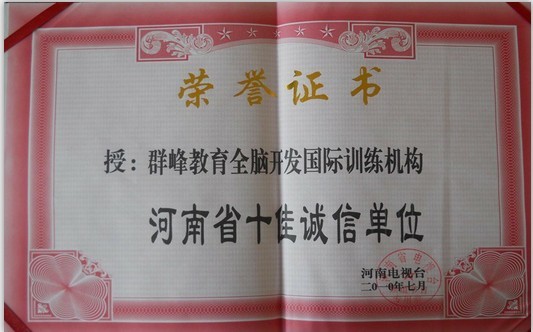 荣誉证书
授：群峰教育全脑开发国际训练机构
河南省十佳诚信单位
河南电视台
二〇一〇年七月